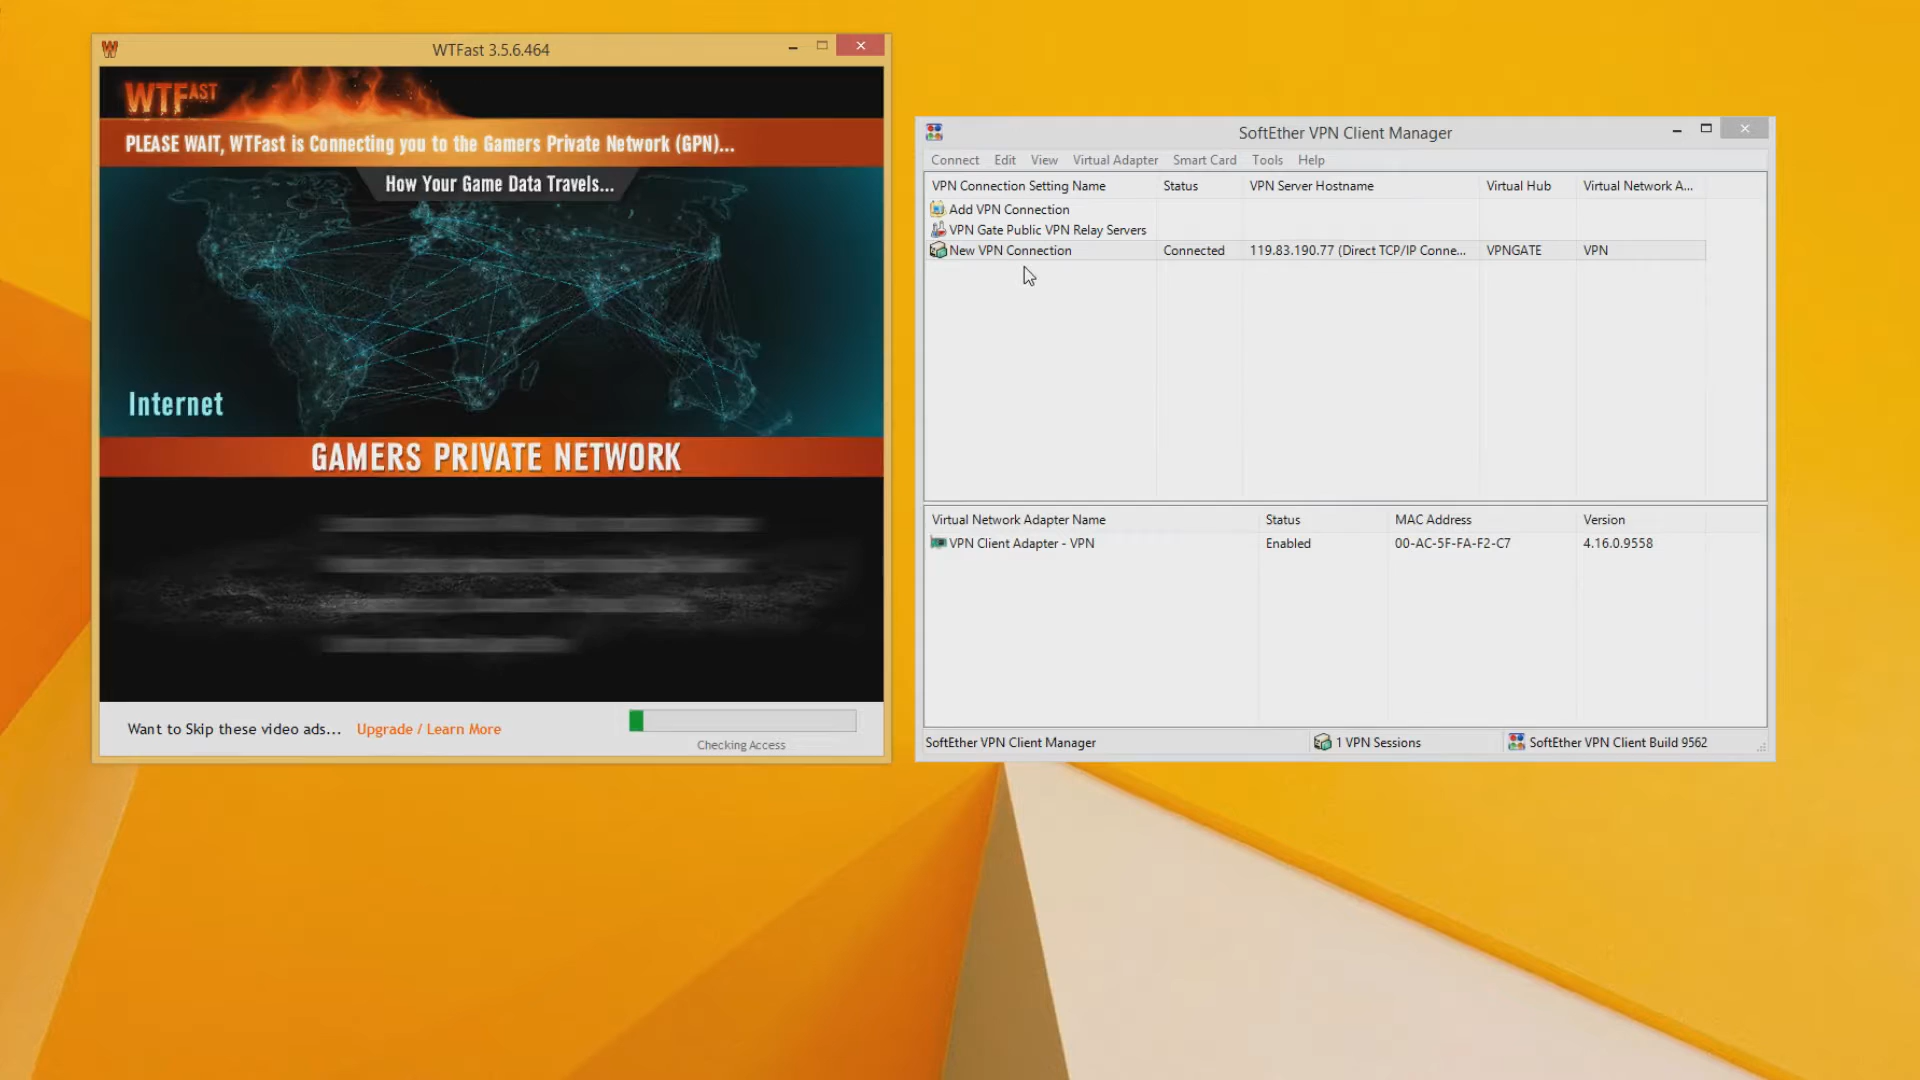 WTFast 3.5.6.464
WTFAST
PLEASE WAIT, WTFast is Connecting you to the Gamers Private Network (GPN)...
How Your Game Data Travels...
Internet
GAMERS PRIVATE NETWORK
Want to Skip these video ads... Upgrade / Learn More
Checking Access
SoftEther VPN Client Manager
Connect Edit View Virtual Adapter Smart Card Tools Help
VPN Connection Setting Name Status VPN Server Hostname Virtual Hub Virtual Network A...
Add VPN Connection
VPN Gate Public VPN Relay Servers
New VPN Connection Connected 119.83.190.77 (Direct TCP/IP Conne... VPNGATE VPN
Virtual Network Adapter Name Status MAC Address Version
VPN Client Adapter - VPN Enabled 00-AC-5F-FA-F2-C7 4.16.0.9558
SoftEther VPN Client Manager 1 VPN Sessions SoftEther VPN Client Build 9562